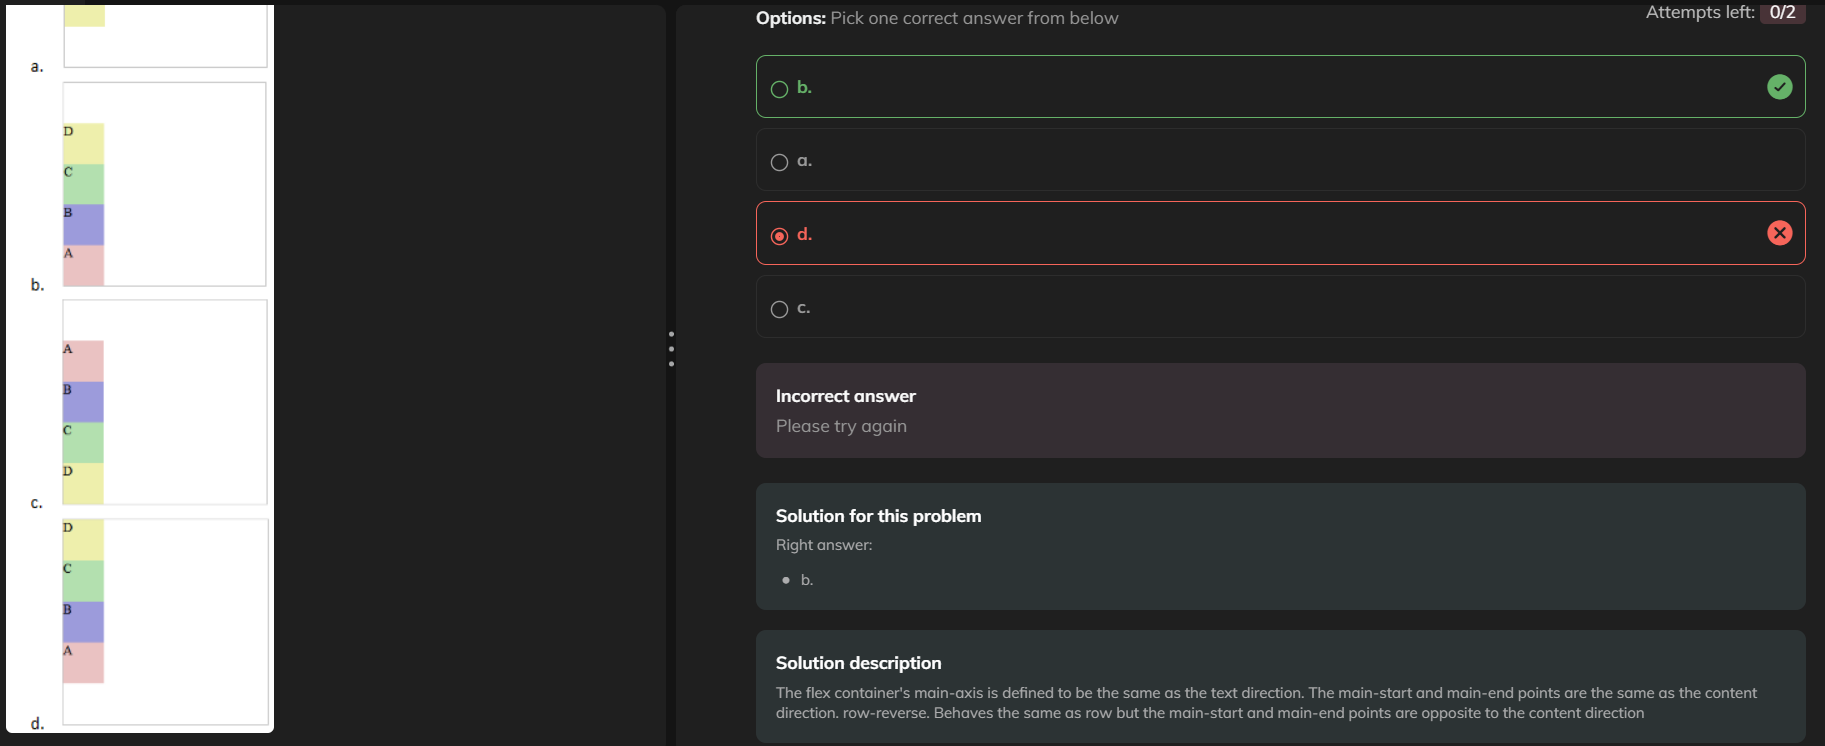 a.
D
C
B
A
b.
A
B
C
D
c.
D
C
B
A
d.
Options: Pick one correct answer from below
Attempts left: 0/2
b.
a.
d.
c.
Incorrect answer
Please try again
Solution for this problem
Right answer:
b.
Solution description
The flex container's main-axis is defined to be the same as the text direction. The main-start and main-end points are the same as the content
direction. row-reverse. Behaves the same as row but the main-start and main-end points are opposite to the content direction